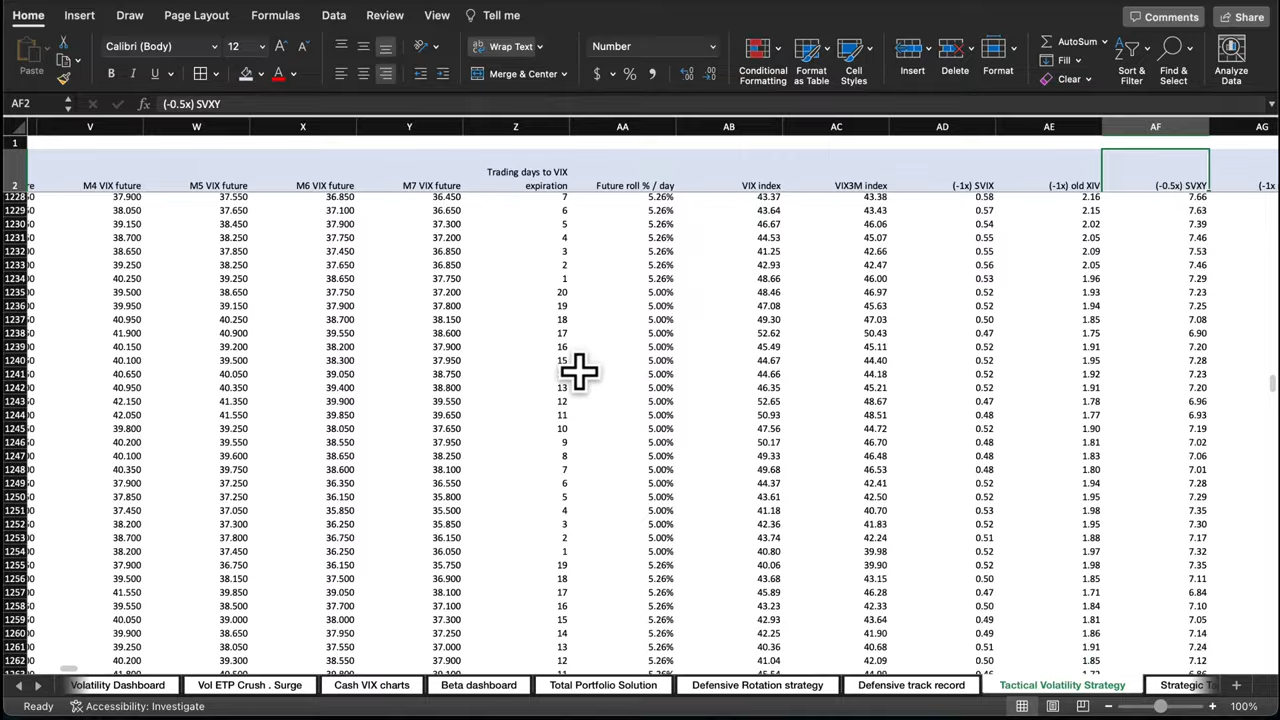 Home Insert Draw Page Layout Formulas Data Review View Tell me Comments Share
Paste Calibri (Body) 12 A A Wrap Text Number Conditional Formatting Format as Table Cell Styles Insert Delete Format AutoSum Sort & Filter Find & Select Analyze Data
B I U A Merge & Center $ % Fill Clear
AF2 fx (-0.5x) SVXY
V W X Y Z AA AB AC AD AE AF AG
1
2 re M4 VIX future M5 VIX future M6 VIX future M7 VIX future Trading days to VIX expiration Future roll % / day VIX index VIX3M index (-1x) SVIX (-1x) old XIV (-0.5x) SVXY (-1x
1228 37.900 37.550 36.850 36.450 7 5.26% 43.37 43.38 0.58 2.16 7.66
1229 38.050 37.650 37.100 36.650 6 5.26% 43.64 43.43 0.57 2.15 7.63
1230 39.150 38.450 37.900 37.300 5 5.26% 46.67 46.06 0.54 2.02 7.39
1231 38.700 38.250 37.750 37.200 4 5.26% 44.53 45.07 0.55 2.05 7.46
1232 38.650 37.850 37.450 36.850 3 5.26% 41.25 42.66 0.55 2.09 7.53
1233 39.250 38.250 37.650 36.850 2 5.26% 42.93 42.47 0.56 2.05 7.46
1234 40.250 39.250 38.250 37.650 1 5.26% 48.66 46.00 0.53 1.96 7.29
1235 39.500 38.650 37.750 37.200 20 5.00% 48.46 46.97 0.52 1.93 7.23
1236 39.950 39.150 38.400 37.800 19 5.00% 47.08 45.63 0.52 1.94 7.25
1237 40.950 40.250 38.700 38.150 18 5.00% 49.30 47.03 0.50 1.85 7.08
1238 41.900 40.900 39.550 38.600 17 5.00% 52.62 50.43 0.47 1.75 6.90
1239 40.150 39.200 38.200 37.900 16 5.00% 45.49 45.11 0.52 1.91 7.20
1240 40.100 39.500 38.300 37.950 15 5.00% 44.67 44.40 0.52 1.95 7.28
1241 40.650 40.050 39.050 38.750 5.00% 44.66 44.18 0.52 1.92 7.23
1242 40.950 40.350 39.400 38.800 13 5.00% 46.35 45.21 0.52 1.91 7.20
1243 42.150 41.350 39.900 39.550 12 5.00% 52.65 48.67 0.47 1.78 6.96
1244 42.050 41.550 39.850 39.650 11 5.00% 50.93 48.51 0.48 1.77 6.93
1245 39.800 39.250 38.050 37.650 10 5.00% 47.56 44.72 0.52 1.90 7.19
1246 40.200 39.550 38.550 37.950 9 5.00% 50.17 46.70 0.48 1.81 7.02
1247 40.100 39.600 38.650 38.250 8 5.00% 49.33 46.48 0.48 1.83 7.06
1248 40.350 39.750 38.600 38.100 7 5.00% 49.68 46.53 0.48 1.80 7.01
1249 37.950 37.250 36.350 36.550 6 5.00% 44.37 42.41 0.52 1.94 7.28
1250 37.850 37.250 36.150 35.800 5 5.00% 43.61 42.50 0.52 1.95 7.29
1251 37.450 37.050 35.850 35.500 4 5.00% 41.18 40.70 0.53 1.98 7.35
1252 38.200 37.300 36.250 35.850 3 5.00% 42.36 41.83 0.52 1.95 7.30
1253 38.700 37.800 36.750 36.150 2 5.00% 43.74 42.24 0.51 1.88 7.17
1254 38.200 37.450 36.250 36.050 1 5.00% 40.80 39.98 0.52 1.97 7.32
1255 37.900 36.750 36.150 35.750 19 5.26% 40.06 39.90 0.52 1.98 7.35
1256 39.500 38.150 37.500 36.900 18 5.26% 43.68 43.15 0.50 1.85 7.11
1257 41.550 39.850 39.050 38.100 17 5.26% 45.89 46.28 0.47 1.71 6.84
1258 39.550 38.500 37.700 37.100 16 5.26% 43.23 42.33 0.50 1.84 7.10
1259 40.050 39.000 38.000 37.300 15 5.26% 42.93 43.64 0.49 1.81 7.05
1260 39.900 38.650 37.950 37.250 14 5.26% 42.25 41.90 0.49 1.86 7.14
1261 39.250 38.050 37.550 37.000 13 5.26% 40.36 40.68 0.51 1.90 7.23
1262 40.200 39.300 38.550 37.900 12 5.26% 41.04 42.09 0.50 1.85 7.12
Volatility Dashboard Vol ETP Crush . Surge Cash VIX charts Beta dashboard Total Portfolio Solution Defensive Rotation strategy Defensive track record Tactical Volatility Strategy Strategic
Ready Accessibility: Investigate 100%